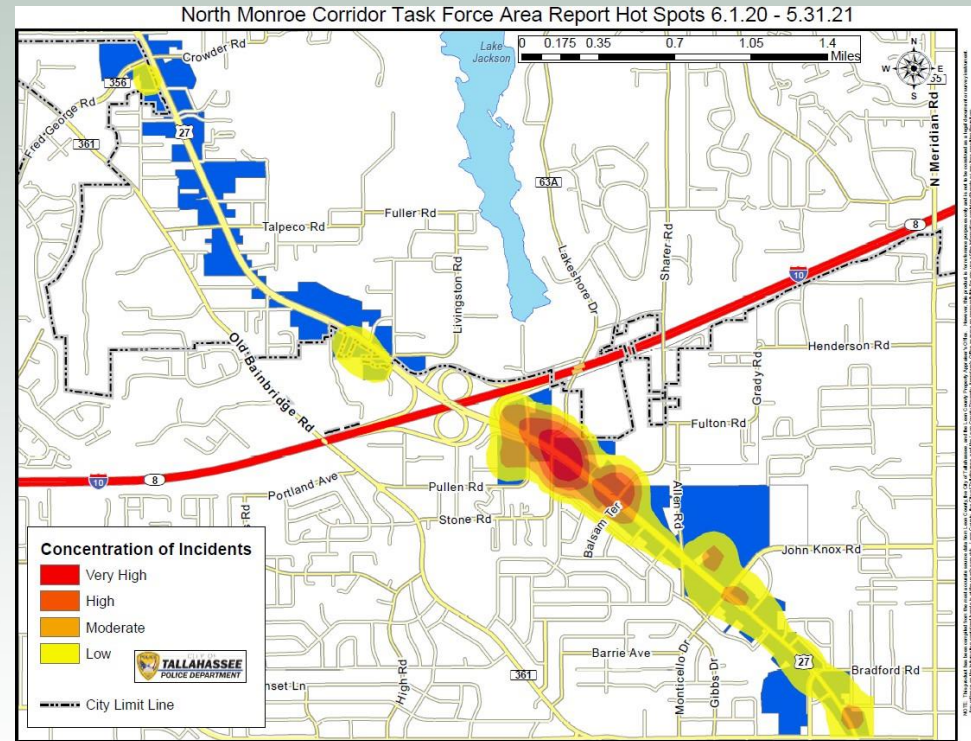 North Monroe Corridor Task Force Area Report Hot Spots 6.1.20 - 5.31.21
0 0.175 0.35 0.7 1.05 1.4
Miles
N
W E
S
Lake
Jackson
Crowder Rd
356
Fred George Rd
361
27
N Meridian Rd
63A
Fuller Rd
Talpeco Rd
8
Livingston Rd
Lakeshore Dr
Sharer Rd
10
Old Bainbridge Rd
Henderson Rd
Grady Rd
Fulton Rd
10
8
Portland Ave
Pullen Rd
Stone Rd
Balsam Ter
Allen Rd
John Knox Rd
Barrie Ave
Monticello Dr
Gibbs Dr
27
Bradford Rd
High Rd
361
Concentration of Incidents
Very High
High
Moderate
Low
CITY OF
TALLAHASSEE
POLICE DEPARTMENT
City Limit Line